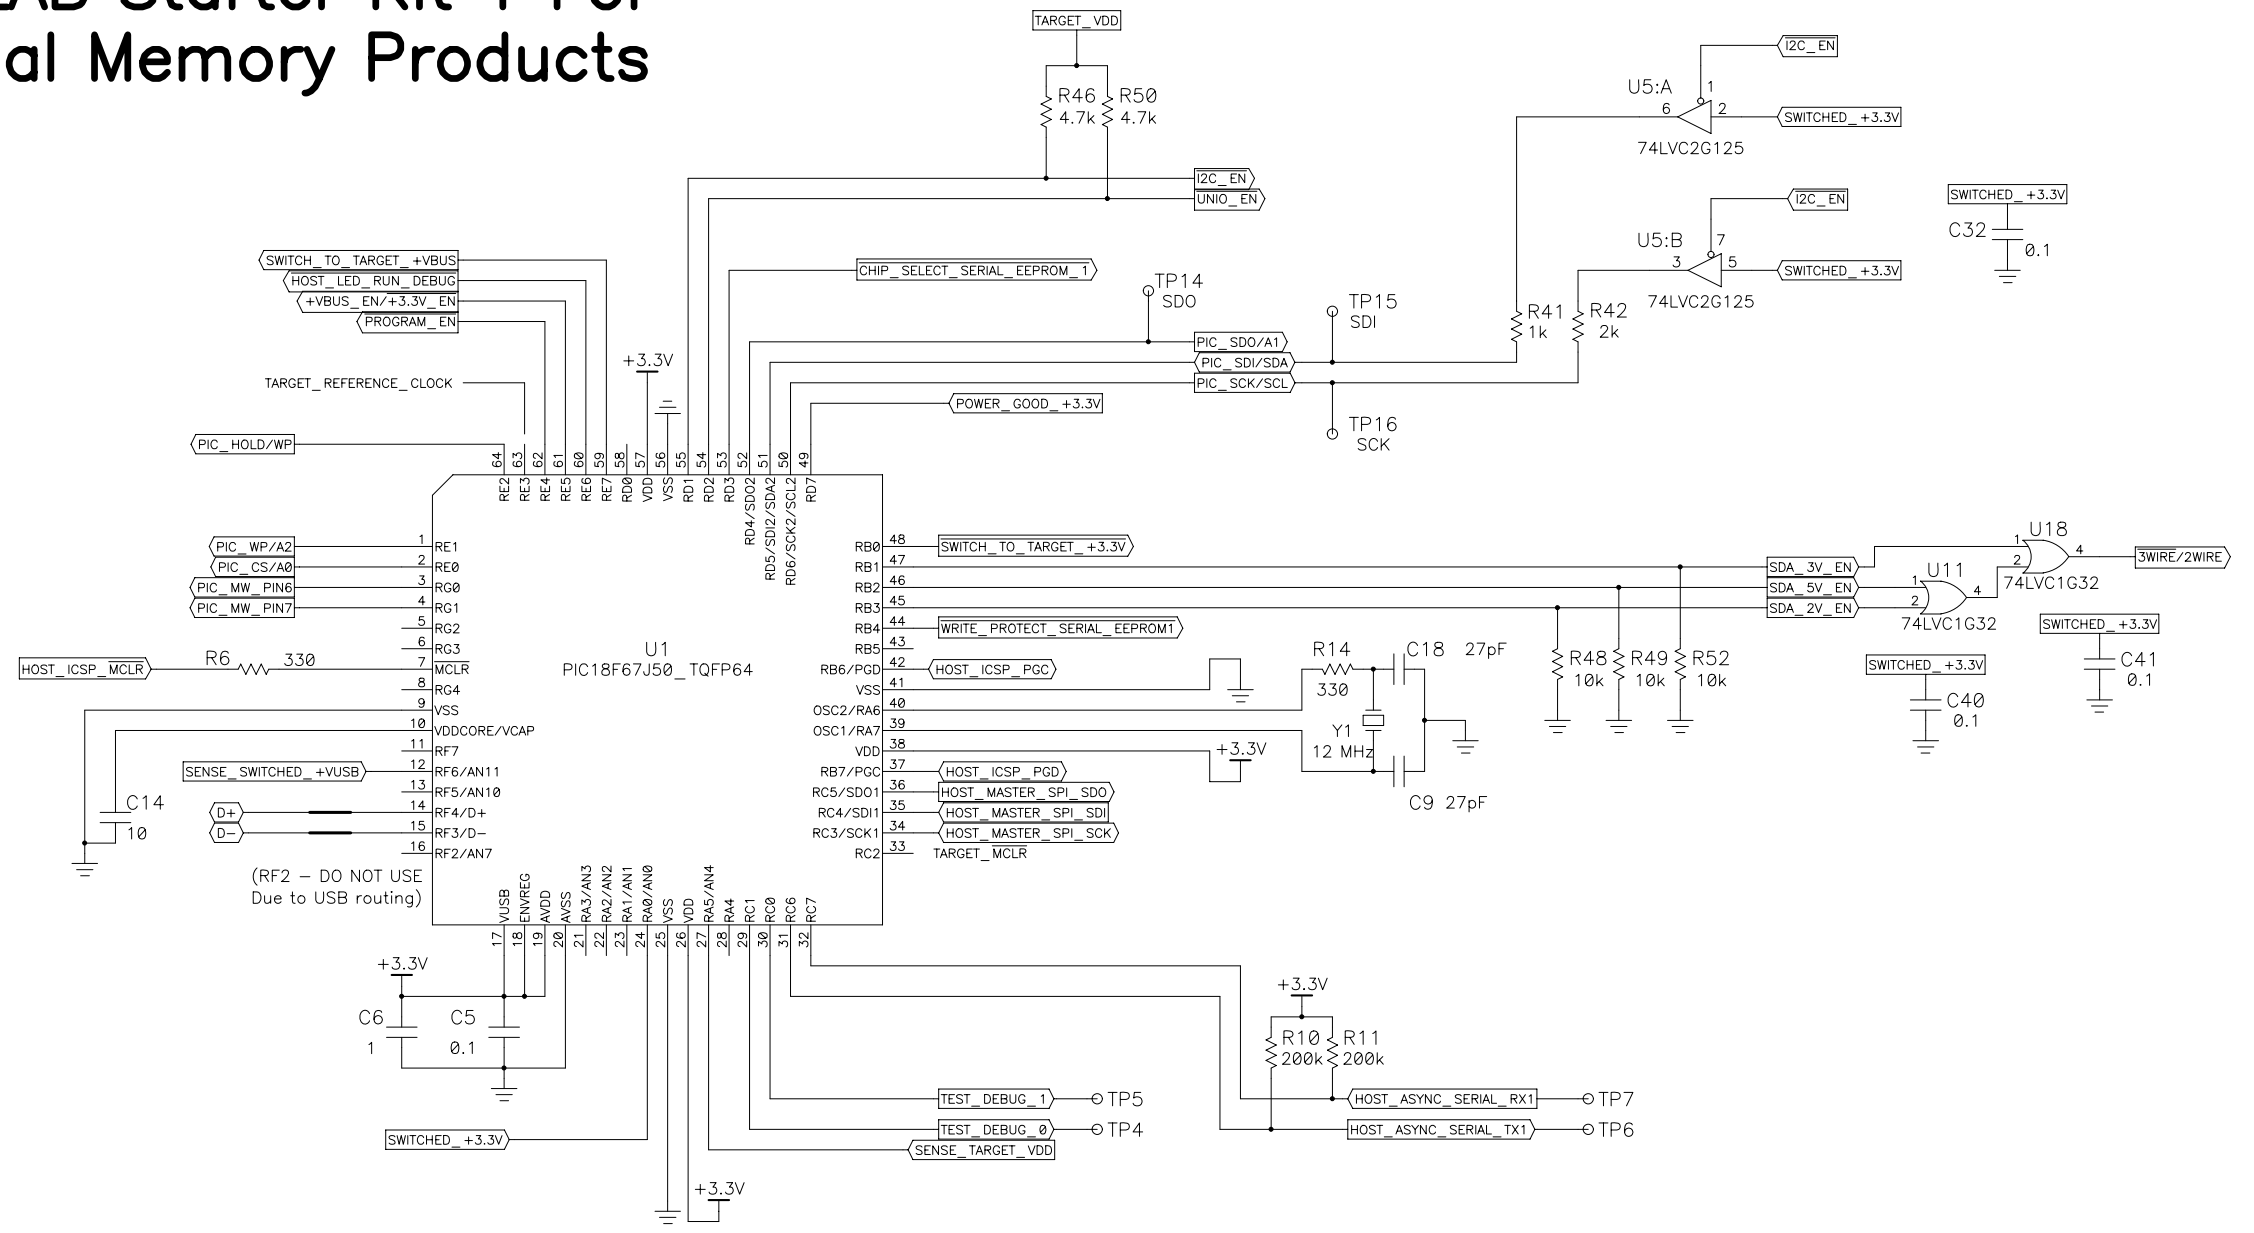 Starter Kit
al Memory Products
TARGET_VDD
R46
4.7k
R50
4.7k
I2C_EN
UNIO_EN
I2C_EN
U5:A
1
6
2
SWITCHED_+3.3V
74LVC2G125
I2C_EN
U5:B
7
3
5
SWITCHED_+3.3V
74LVC2G125
SWITCHED_+3.3V
C32
0.1
R41
1k
R42
2k
SWITCH_TO_TARGET_+VBUS
HOST_LED_RUN_DEBUG
+VBUS_EN/+3.3V_EN
PROGRAM_EN
TARGET_REFERENCE_CLOCK
PIC_HOLD/WP
+3.3V
CHIP_SELECT_SERIAL_EEPROM_1
TP14
SDO
TP15
SDI
PIC_SDO/A1
PIC_SDI/SDA
PIC_SCK/SCL
POWER_GOOD_+3.3V
TP16
SCK
64 63 62 61 60 59 58 57 56 55 54 53 52 51 50 49
RE2 RE3 RE4 RE5 RE6 RE7 RD0 VDD VSS RD1 RD2 RD3 RD4/SDO2 RD5/SDI2/SDA2 RD6/SCK2/SCL2 RD7
PIC_WP/A2 1 RE1
PIC_CS/A0 2 RE0
PIC_MW_PIN6 3 RG0
PIC_MW_PIN7 4 RG1
5 RG2
6 RG3
HOST_ICSP_MCLR R6 330 7 MCLR
8 RG4
9 VSS
10 VDDCORE/VCAP
11 RF7
SENSE_SWITCHED_+VUSB 12 RF6/AN11
13 RF5/AN10
D+ 14 RF4/D+
D- 15 RF3/D-
16 RF2/AN7
C14
10
(RF2 - DO NOT USE
Due to USB routing)
U1
PIC18F67J50_TQFP64
RB0 48 SWITCH_TO_TARGET_+3.3V
RB1 47
RB2 46
RB3 45
RB4 44 WRITE_PROTECT_SERIAL_EEPROM1
RB5 43
RB6/PGD 42 HOST_ICSP_PGC
VSS 41
OSC2/RA6 40
OSC1/RA7 39
VDD 38
RB7/PGC 37 HOST_ICSP_PGD
RC5/SDO1 36 HOST_MASTER_SPI_SDO
RC4/SDI1 35 HOST_MASTER_SPI_SDI
RC3/SCK1 34 HOST_MASTER_SPI_SCK
RC2 33 TARGET_MCLR
+3.3V
R14
330
C18 27pF
Y1
12 MHz
C9 27pF
SDA_3V_EN
SDA_5V_EN
SDA_2V_EN
U11
1
2
4
74LVC1G32
U18
1
2
4
74LVC1G32
3WIRE/2WIRE
R48
10k
R49
10k
R52
10k
SWITCHED_+3.3V
C40
0.1
SWITCHED_+3.3V
C41
0.1
VUSB ENVREG AVDD AVSS RA3/AN3 RA2/AN2 RA1/AN1 RA0/AN0 VSS VDD RA5/AN4 RA4 RC1 RC0 RC6 RC7
17 18 19 20 21 22 23 24 25 26 27 28 29 30 31 32
+3.3V
C6
1
C5
0.1
SWITCHED_+3.3V
+3.3V
TEST_DEBUG_1 TP5
TEST_DEBUG_0 TP4
SENSE_TARGET_VDD
+3.3V
R10
200k
R11
200k
HOST_ASYNC_SERIAL_RX1 TP7
HOST_ASYNC_SERIAL_TX1 TP6